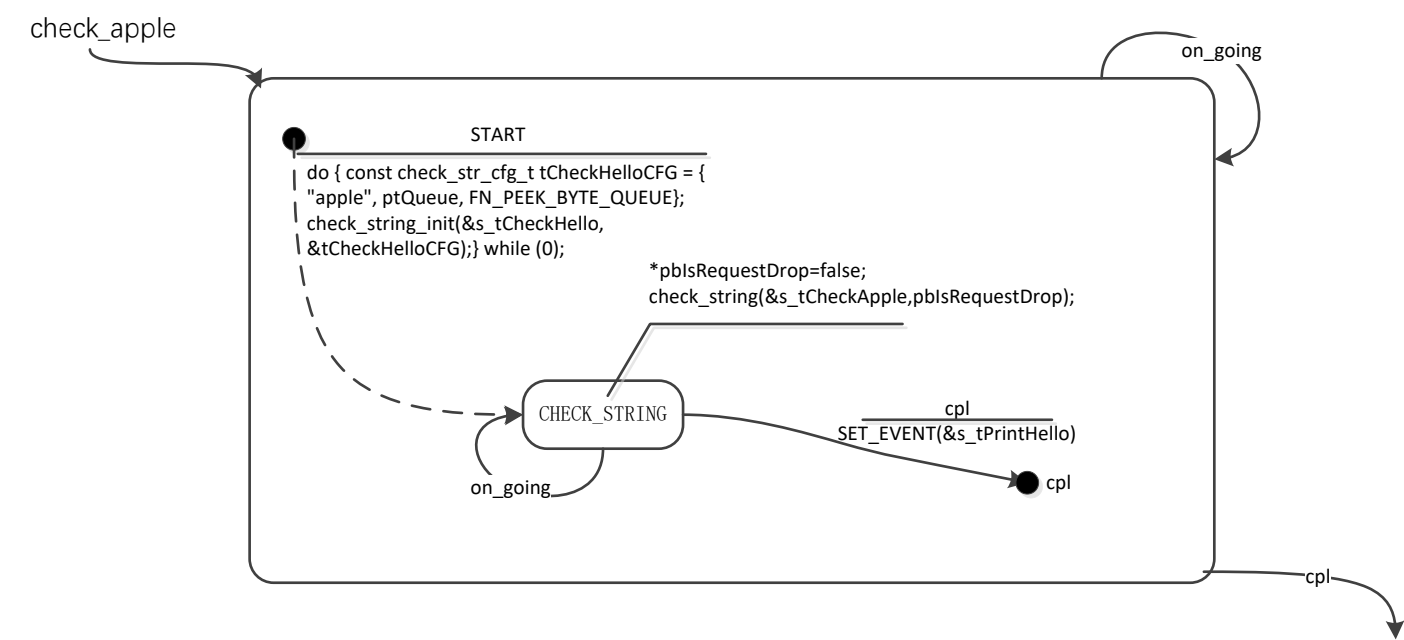 check_apple
on_going
START
do { const check_str_cfg_t tCheckHelloCFG = {
"apple", ptQueue, FN_PEEK_BYTE_QUEUE};
check_string_init(&s_tCheckHello,
&tCheckHelloCFG);} while (0);
*pbIsRequestDrop=false;
check_string(&s_tCheckApple,pbIsRequestDrop);
CHECK_STRING
cpl
SET_EVENT(&s_tPrintHello)
on_going
cpl
cpl